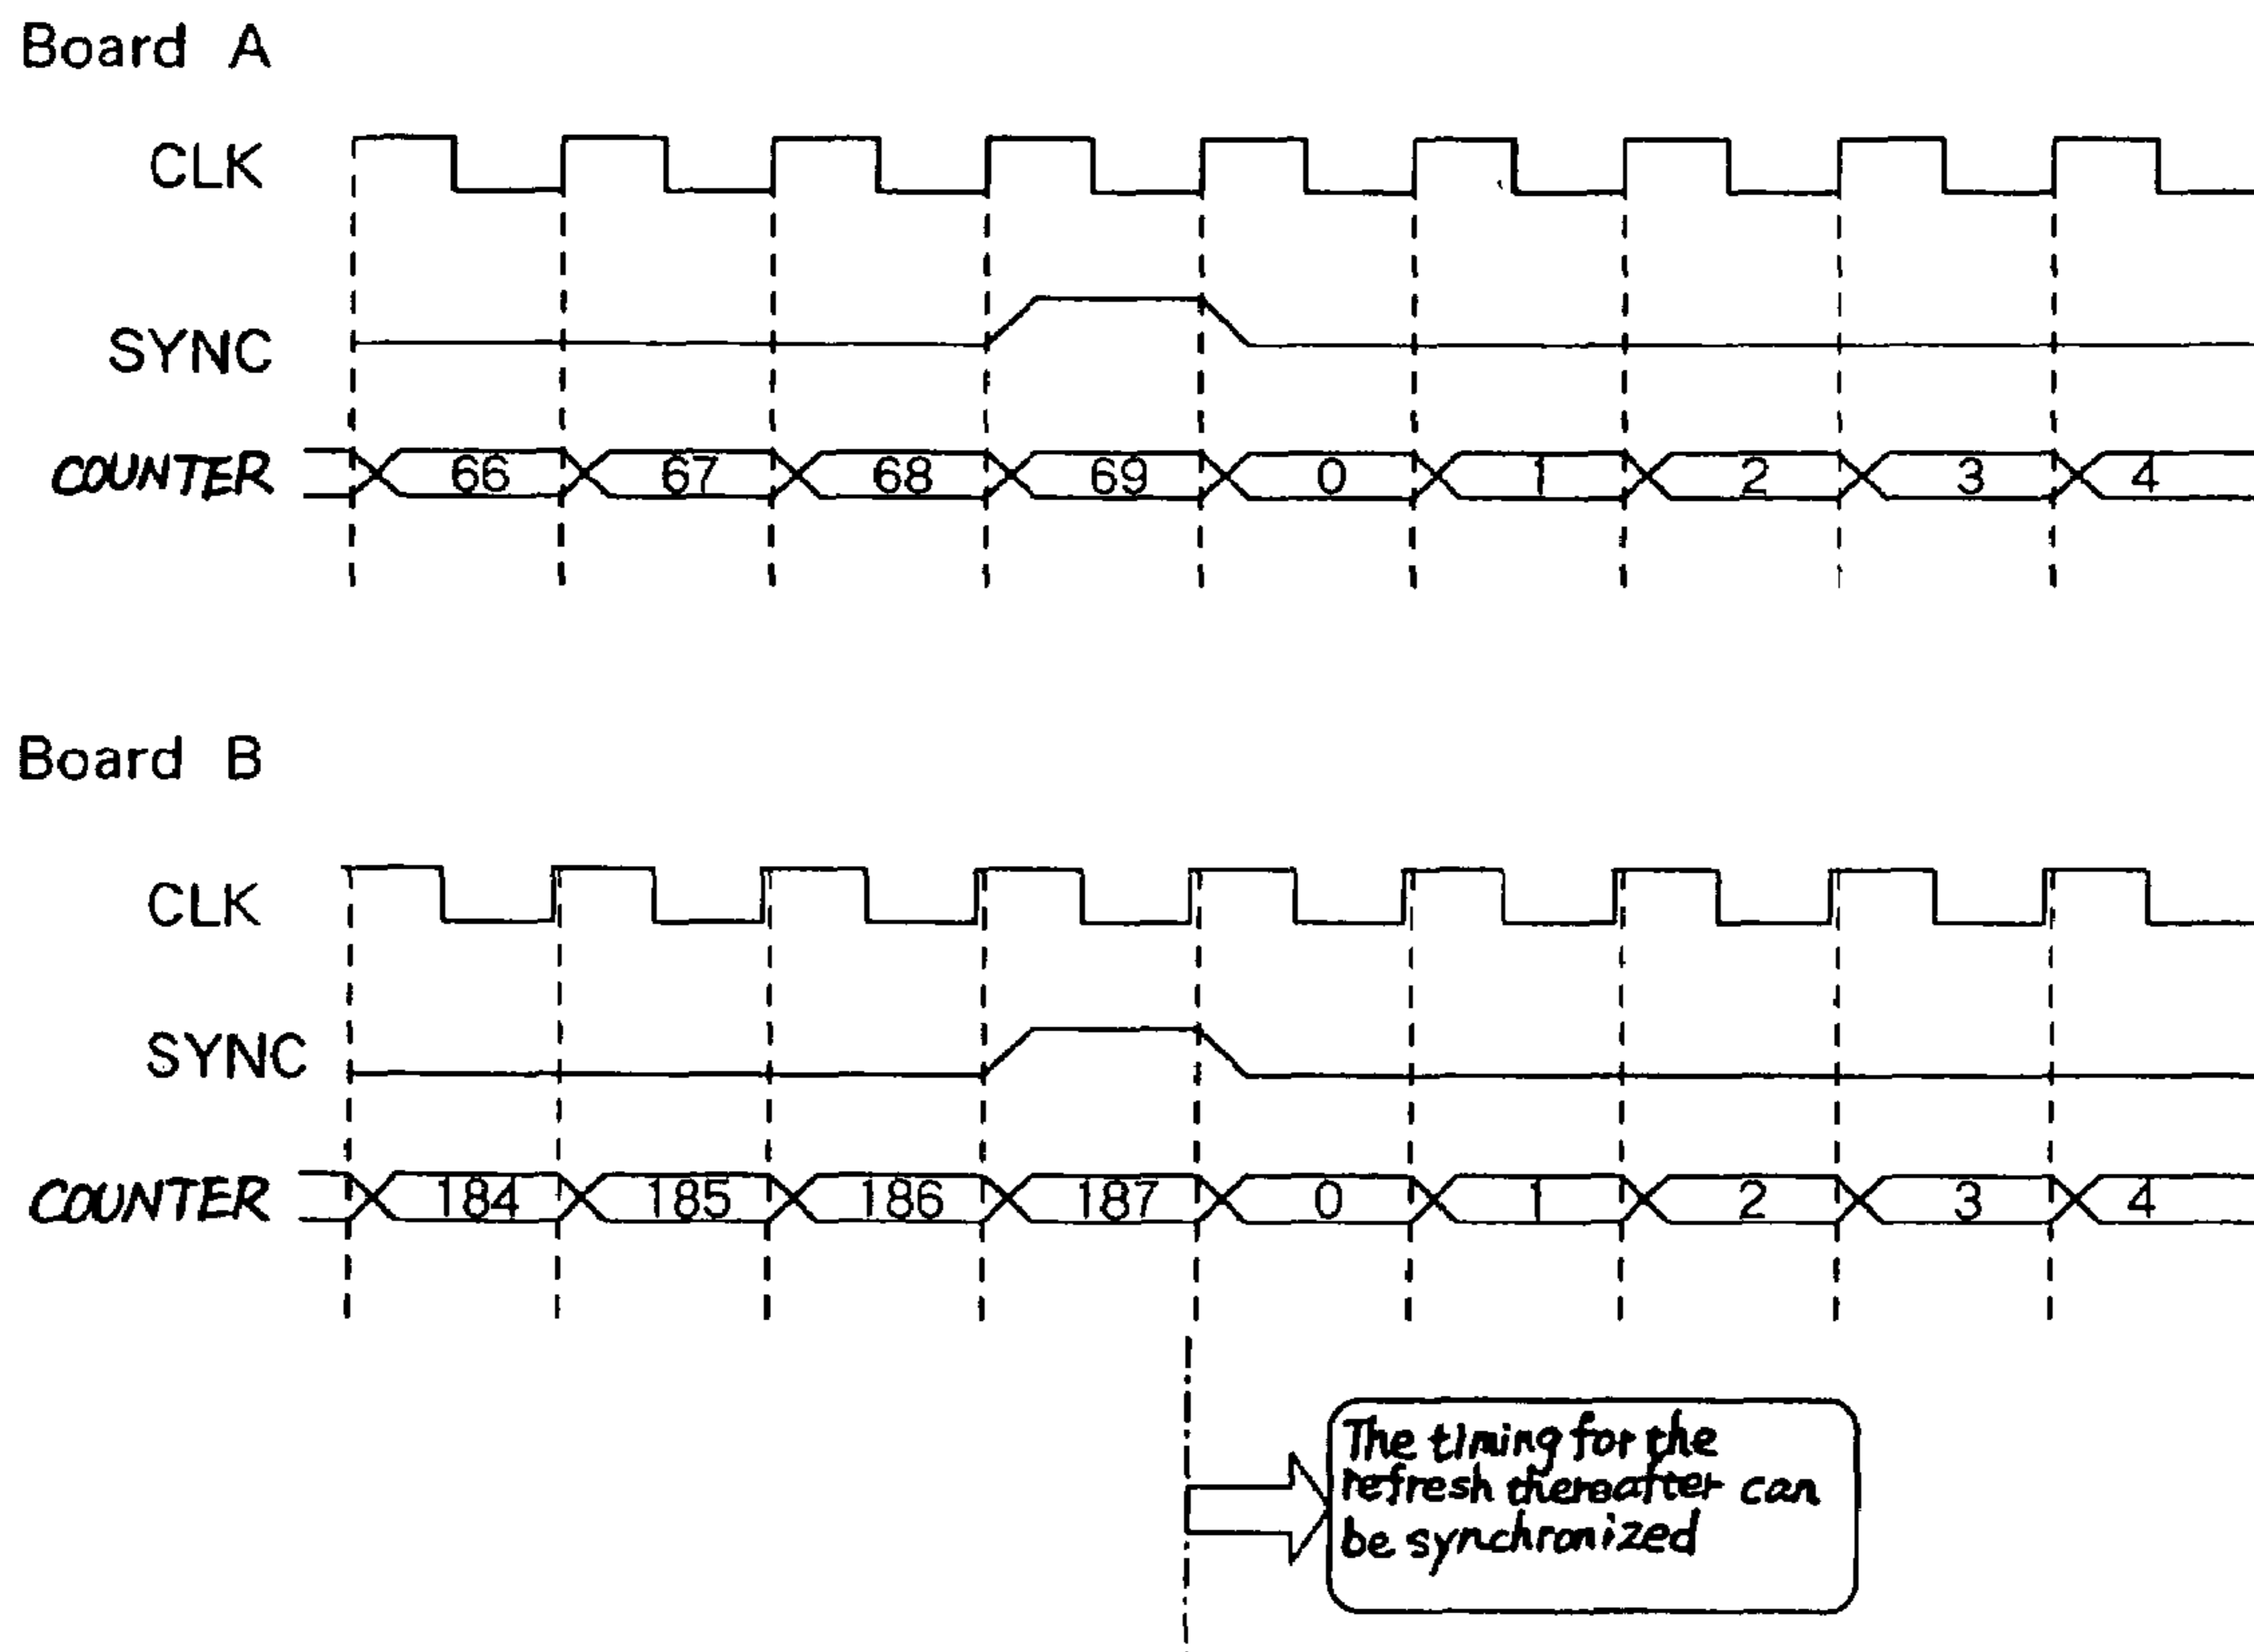 Board A
CLK
SYNC
COUNTER 66 67 68 69 0 1 2 3 4
Board B
CLK
SYNC
COUNTER 184 185 186 187 0 1 2 3 4
The timing for the
refresh thereafter can
be synchronized